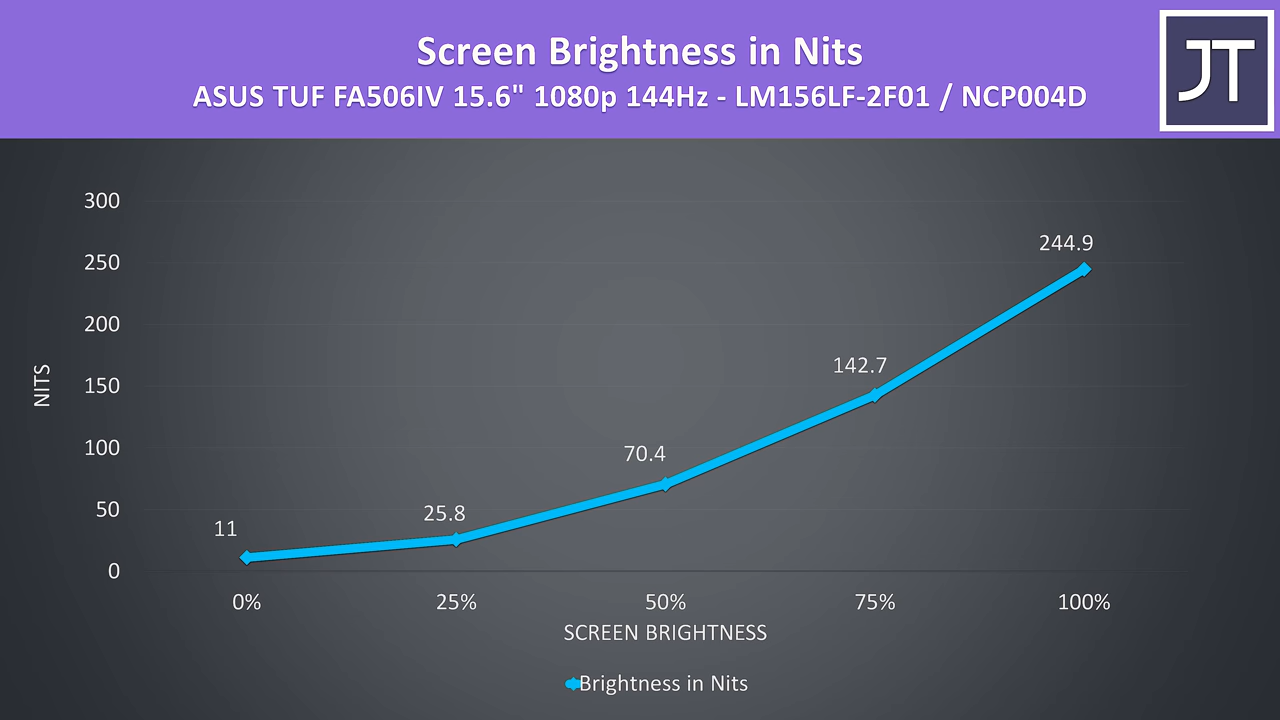 Screen Brightness in Nits
ASUS TUF FA506IV 15.6" 1080p 144Hz - LM156LF-2F01 / NCP004D
JT
300
250
200
150
100
50
0
NITS
11
25.8
70.4
142.7
244.9
0%
25%
50%
75%
100%
SCREEN BRIGHTNESS
Brightness in Nits